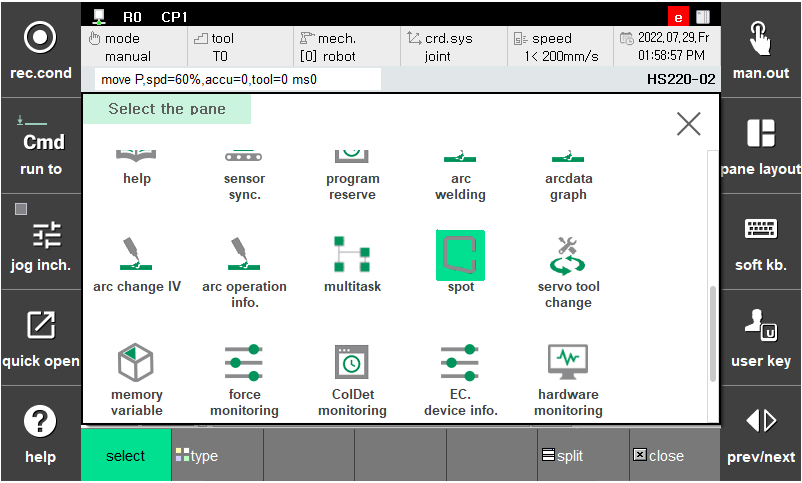 R0 CP1 e
mode tool mech. crd.sys speed 2022,07,29,Fr
manual T0 [0] robot joint 1< 200mm/s 01:58:57 PM
move P,spd=60%,accu=0,tool=0 ms0 HS220-02
rec.cond
Cmd
run to
jog inch.
quick open
help
Select the pane
help
sensor
sync.
program
reserve
arc
welding
arcdata
graph
arc change IV
arc operation
info.
multitask
spot
servo tool
change
memory
variable
force
monitoring
ColDet
monitoring
EC.
device info.
hardware
monitoring
man.out
pane layout
soft kb.
U
user key
prev/next
select type split close